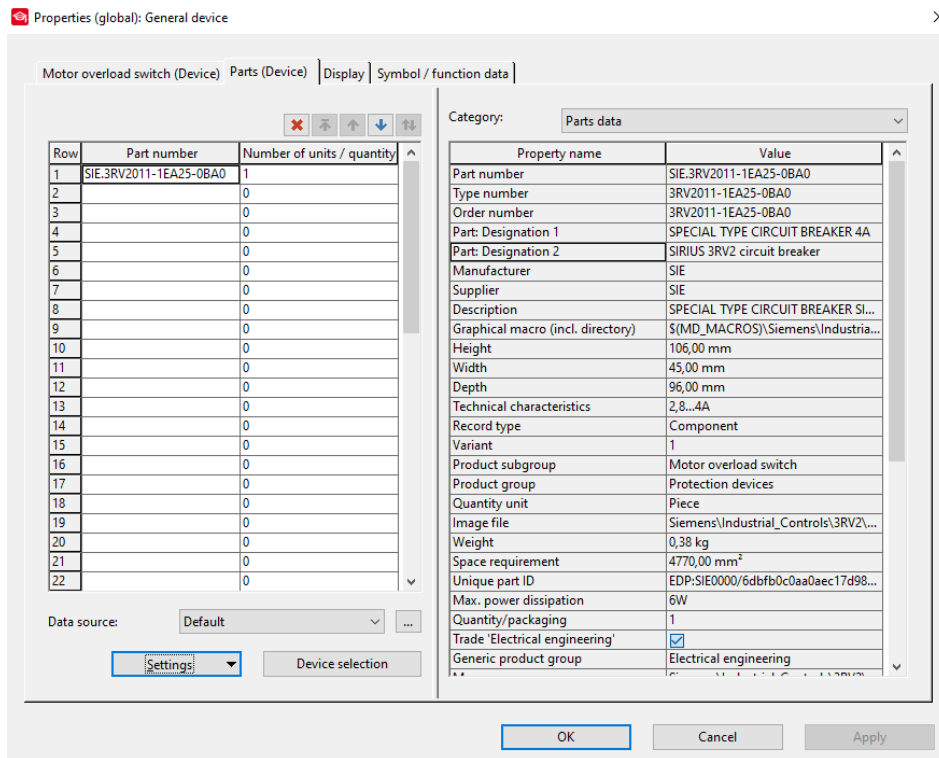 Properties (global): General device
Motor overload switch (Device) Parts (Device) Display Symbol / function data
Category: Parts data
Row Part number Number of units / quantity
1 SIE.3RV2011-1EA25-0BA0 1
2 0
3 0
4 0
5 0
6 0
7 0
8 0
9 0
10 0
11 0
12 0
13 0
14 0
15 0
16 0
17 0
18 0
19 0
20 0
21 0
22 0
Data source: Default ...
Settings Device selection
Property name Value
Part number SIE.3RV2011-1EA25-0BA0
Type number 3RV2011-1EA25-0BA0
Order number 3RV2011-1EA25-0BA0
Part: Designation 1 SPECIAL TYPE CIRCUIT BREAKER 4A
Part: Designation 2 SIRIUS 3RV2 circuit breaker
Manufacturer SIE
Supplier SIE
Description SPECIAL TYPE CIRCUIT BREAKER SI...
Graphical macro (incl. directory) $(MD_MACROS)\Siemens\Industria...
Height 106,00 mm
Width 45,00 mm
Depth 96,00 mm
Technical characteristics 2,8...4A
Record type Component
Variant 1
Product subgroup Motor overload switch
Product group Protection devices
Quantity unit Piece
Image file Siemens\Industrial_Controls\3RV2\...
Weight 0,38 kg
Space requirement 4770,00 mm²
Unique part ID EDP:SIE0000/6dbfb0c0aa0aec17d98...
Max. power dissipation 6W
Quantity/packaging 1
Trade 'Electrical engineering'
Generic product group Electrical engineering
OK Cancel Apply